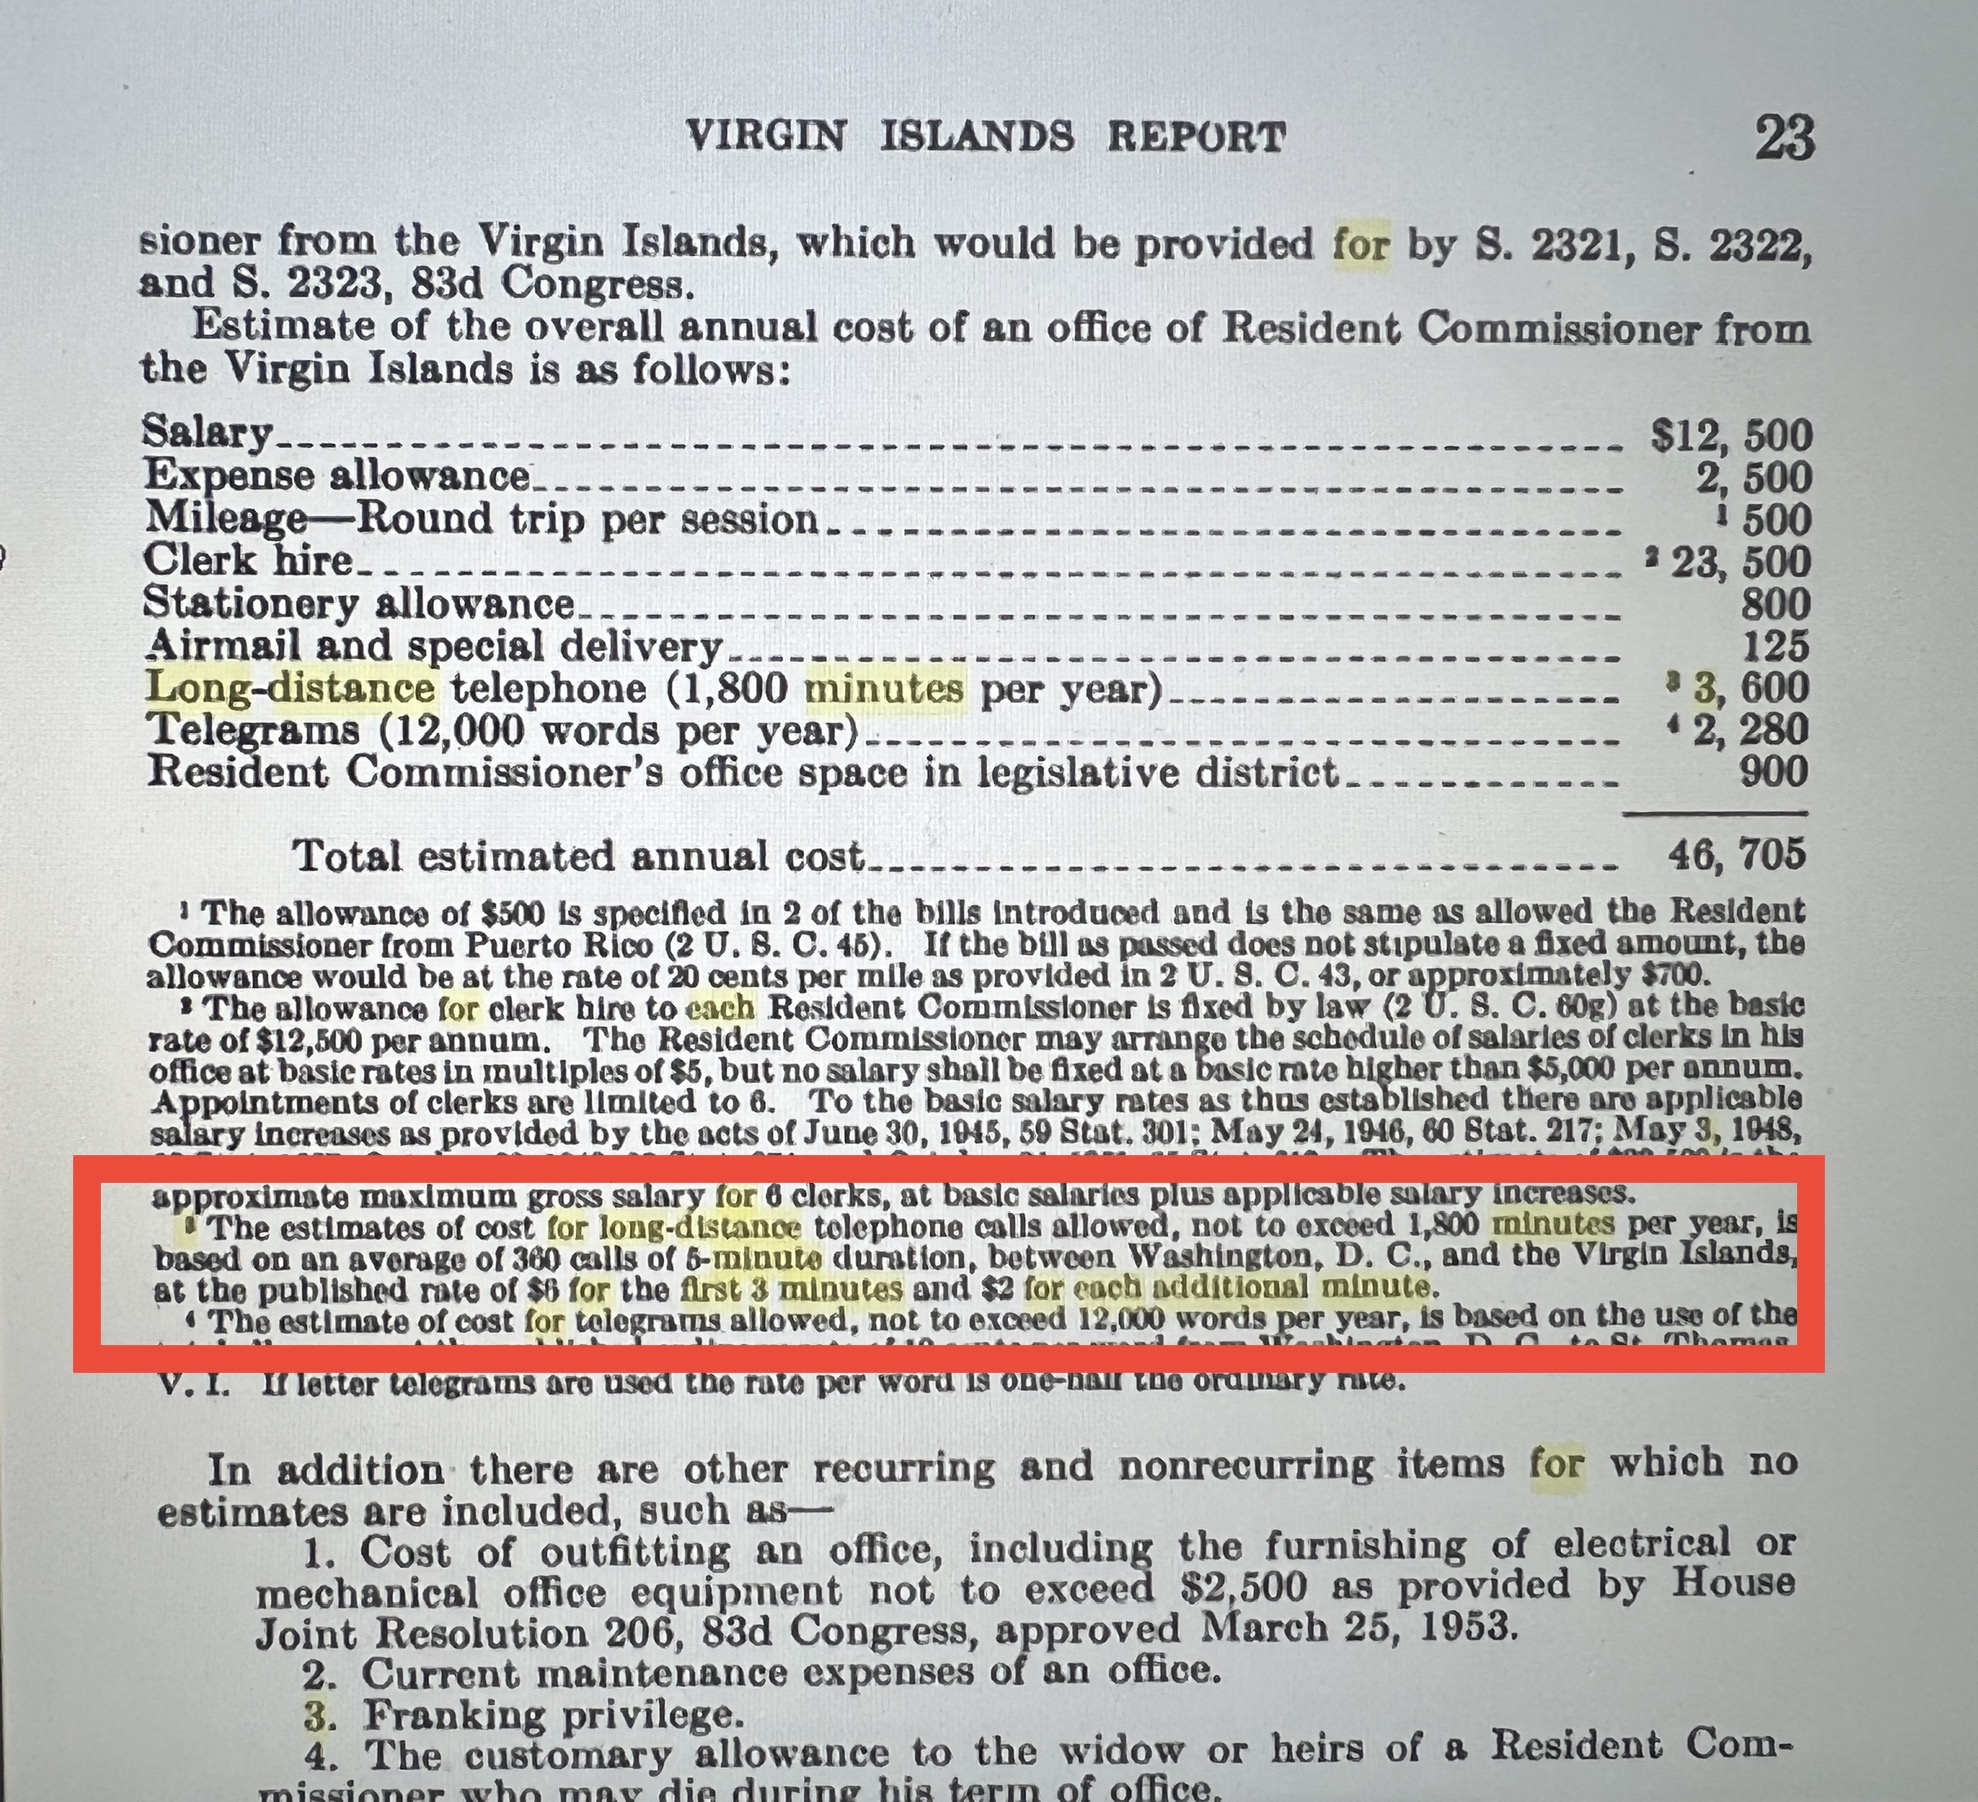 VIRGIN ISLANDS REPORT 23
sioner from the Virgin Islands, which would be provided for by S. 2321, S. 2322,
and S. 2323, 83d Congress.
Estimate of the overall annual cost of an office of Resident Commissioner from
the Virgin Islands is as follows:
Salary $12, 500
Expense allowance 2, 500
Mileage—Round trip per session ¹ 500
Clerk hire ² 23, 500
Stationery allowance 800
Airmail and special delivery 125
Long-distance telephone (1,800 minutes per year) ³ 3, 600
Telegrams (12,000 words per year) ⁴ 2, 280
Resident Commissioner's office space in legislative district 900
Total estimated annual cost 46, 705
¹ The allowance of $500 is specified in 2 of the bills introduced and is the same as allowed the Resident
Commissioner from Puerto Rico (2 U. S. C. 45). If the bill as passed does not stipulate a fixed amount, the
allowance would be at the rate of 20 cents per mile as provided in 2 U. S. C. 43, or approximately $700.
² The allowance for clerk hire to each Resident Commissioner is fixed by law (2 U. S. C. 60g) at the basic
rate of $12,500 per annum. The Resident Commissioner may arrange the schedule of salaries of clerks in his
office at basic rates in multiples of $5, but no salary shall be fixed at a basic rate higher than $5,000 per annum.
Appointments of clerks are limited to 6. To the basic salary rates as thus established there are applicable
salary increases as provided by the acts of June 30, 1945, 59 Stat. 301; May 24, 1946, 60 Stat. 217; May 3, 1948,
approximate maximum gross salary for 6 clerks, at basic salaries plus applicable salary increases.
³ The estimates of cost for long-distance telephone calls allowed, not to exceed 1,800 minutes per year, is
based on an average of 360 calls of 5-minute duration, between Washington, D. C., and the Virgin Islands,
at the published rate of $6 for the first 3 minutes and $2 for each additional minute.
⁴ The estimate of cost for telegrams allowed, not to exceed 12,000 words per year, is based on the use of the
from Washington, D. C., to St. Thomas,
V. I. If letter telegrams are used the rate per word is one-half the ordinary rate.
In addition there are other recurring and nonrecurring items for which no
estimates are included, such as—
1. Cost of outfitting an office, including the furnishing of electrical or
mechanical office equipment not to exceed $2,500 as provided by House
Joint Resolution 206, 83d Congress, approved March 25, 1953.
2. Current maintenance expenses of an office.
3. Franking privilege.
4. The customary allowance to the widow or heirs of a Resident Com-
missioner who may die during his term of office.